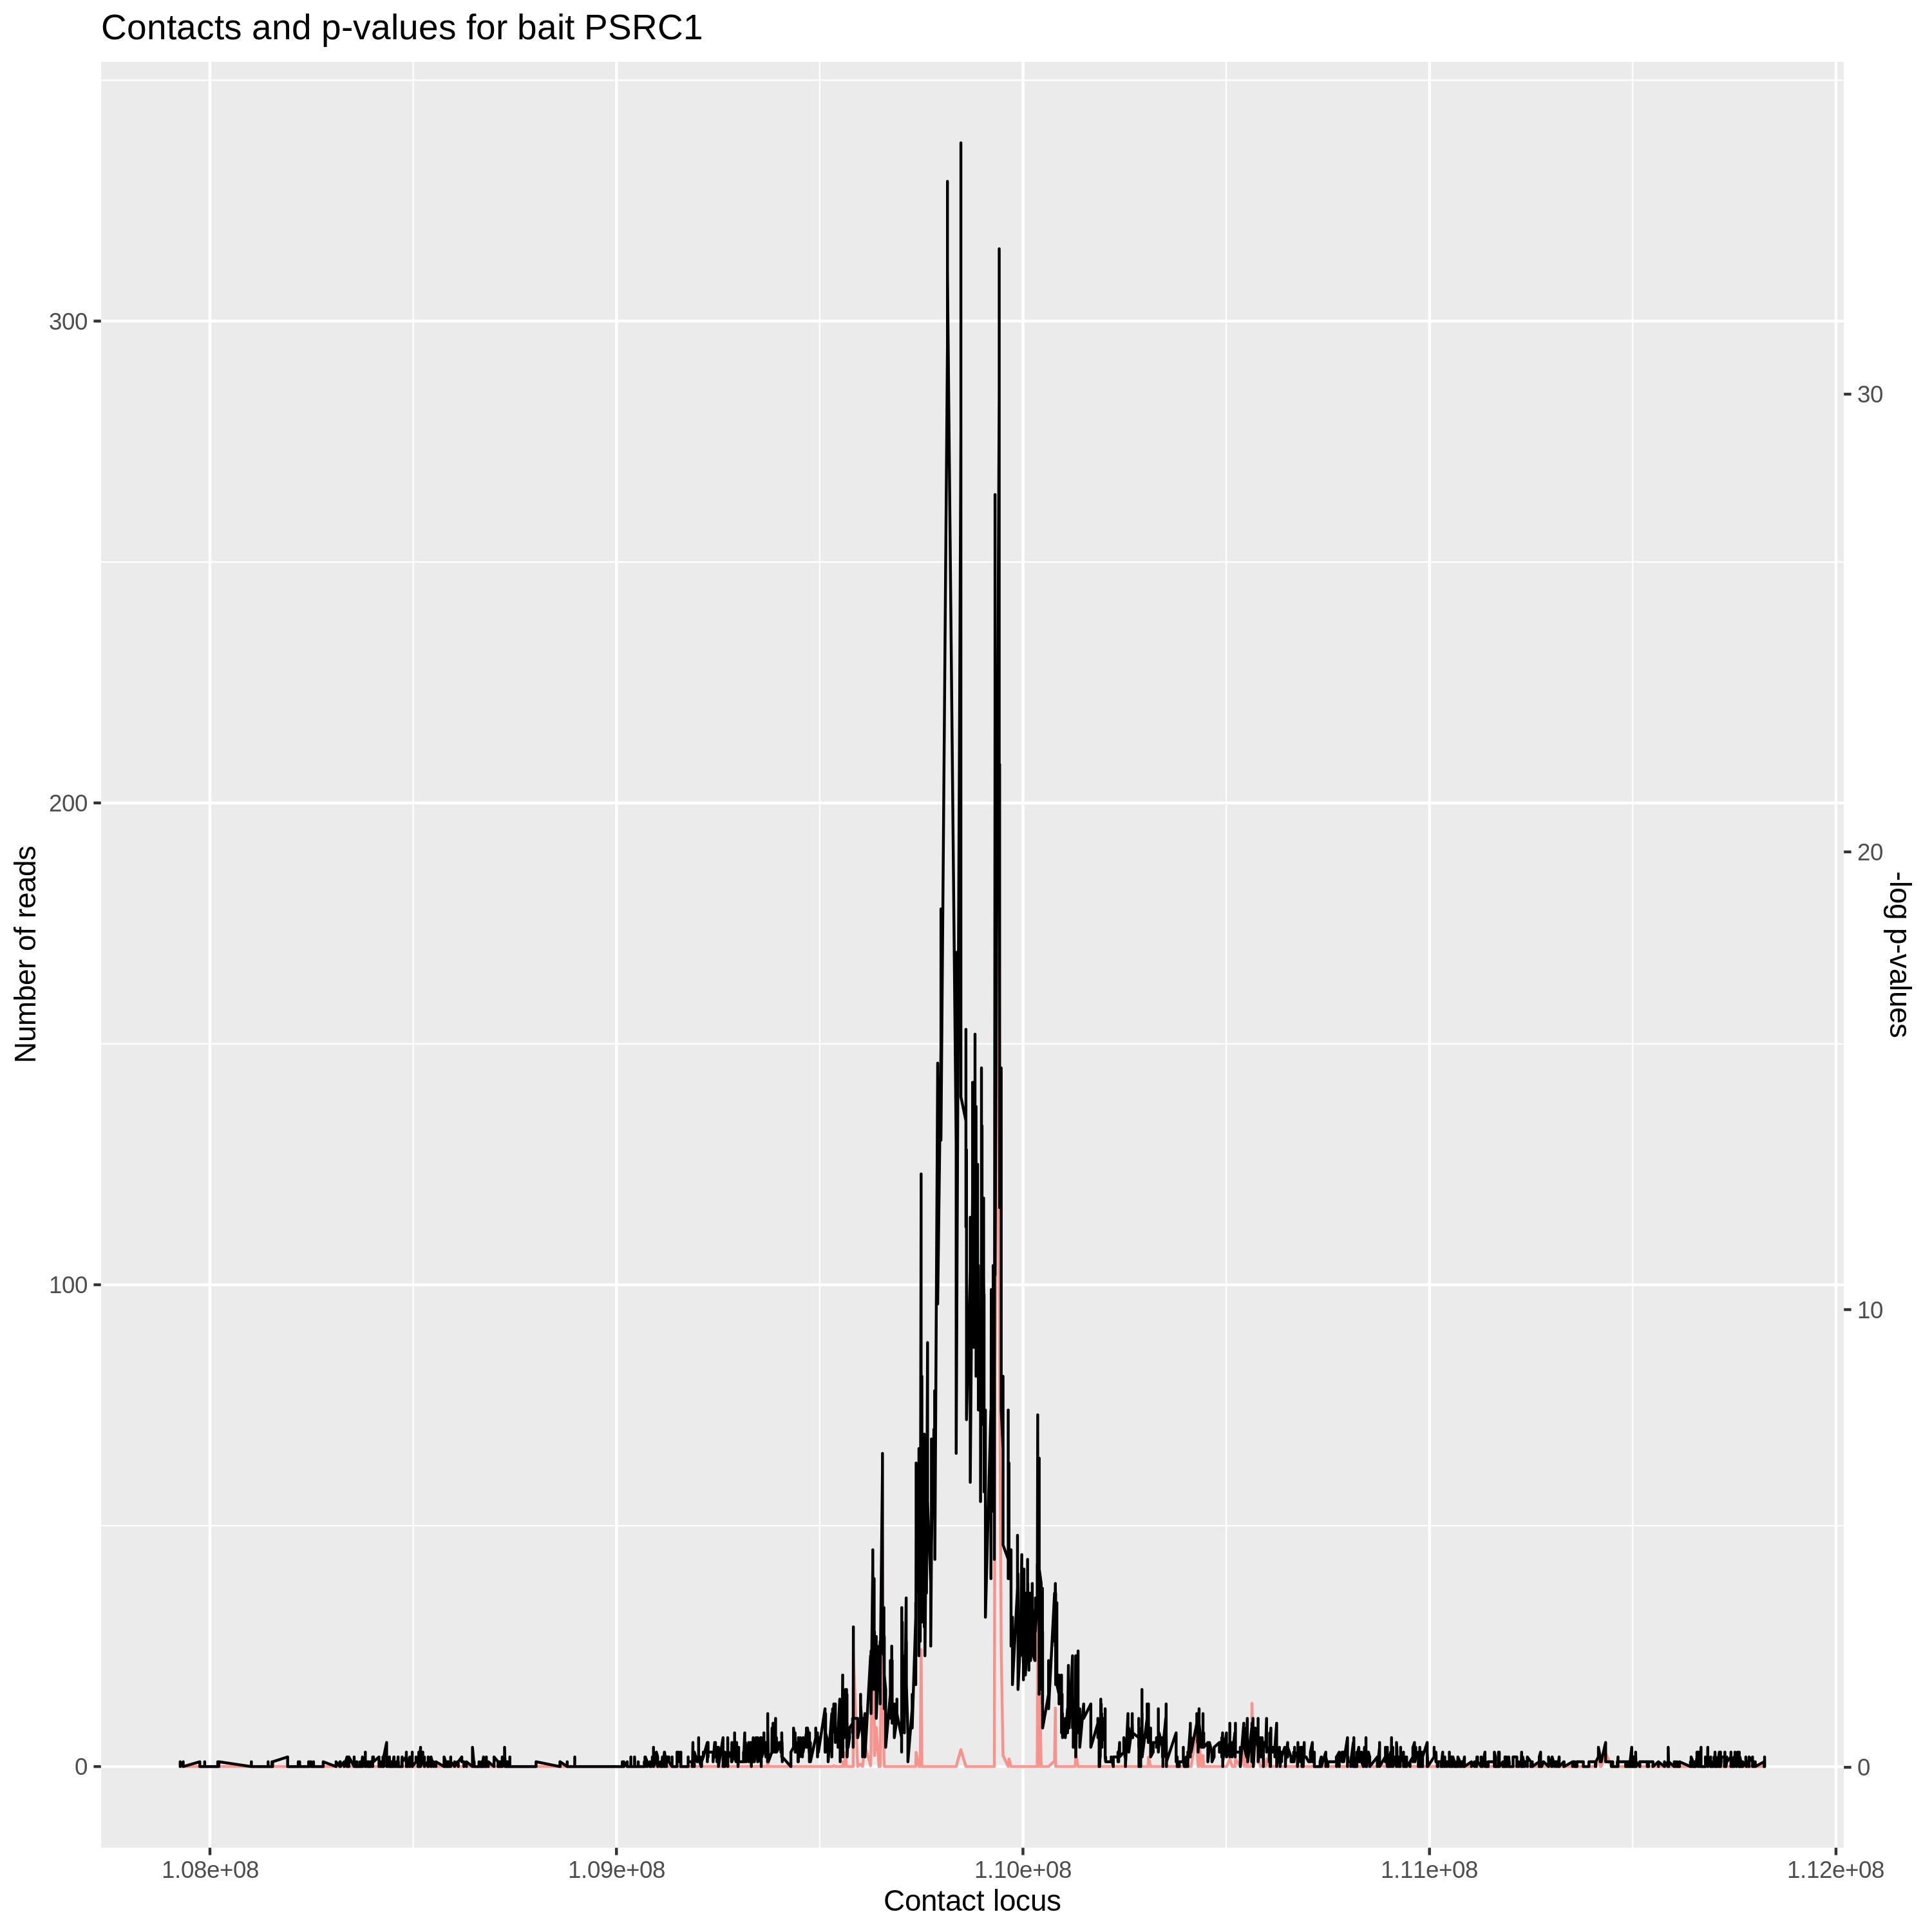 Contacts and p-values for bait PSRC1
300
200
100
0
Number of reads
30
20
10
0
-log p-values
1.08e+08 1.09e+08 1.10e+08 1.11e+08 1.12e+08
Contact locus